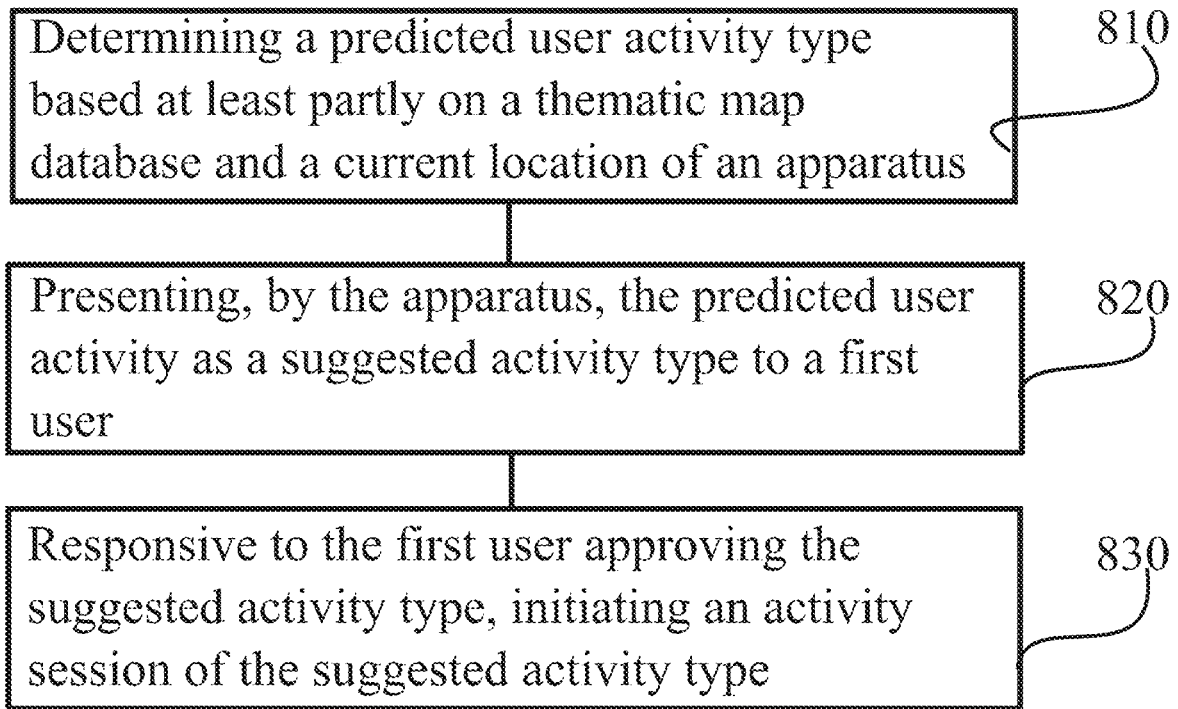 Determining a predicted user activity type
810
based at least partly on a thematic map
database and a current location of an apparatus
Presenting, by the apparatus, the predicted user
820
activity as a suggested activity type to a first
user
Responsive to the first user approving the
830
suggested activity type, initiating an activity
session of the suggested activity type